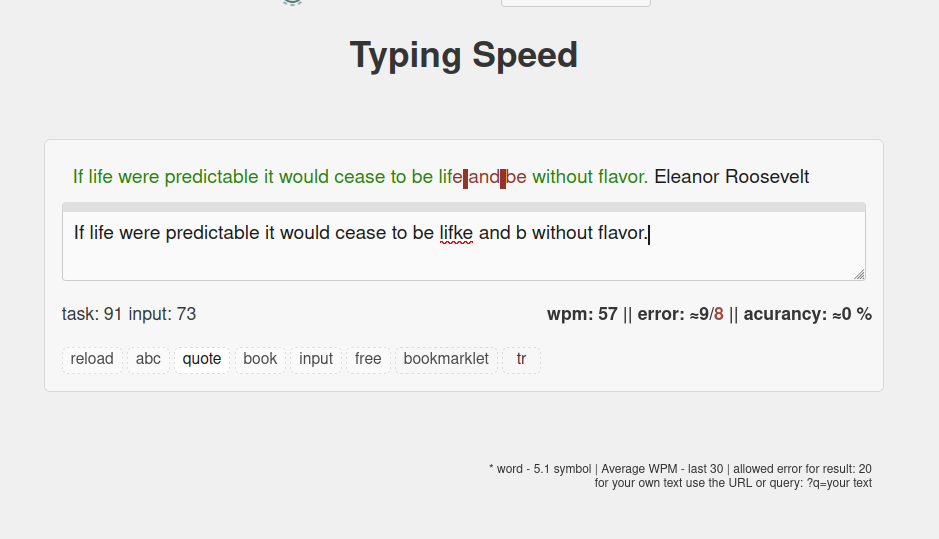 Typing Speed
If life were predictable it would cease to be life and be without flavor. Eleanor Roosevelt
If life were predictable it would cease to be lifke and b without flavor.
task: 91 input: 73
wpm: 57 || error: ≈9/8 || acurancy: ≈0 %
reload abc quote book input free bookmarklet tr
* word - 5.1 symbol | Average WPM - last 30 | allowed error for result: 20
for your own text use the URL or query: ?q=your text